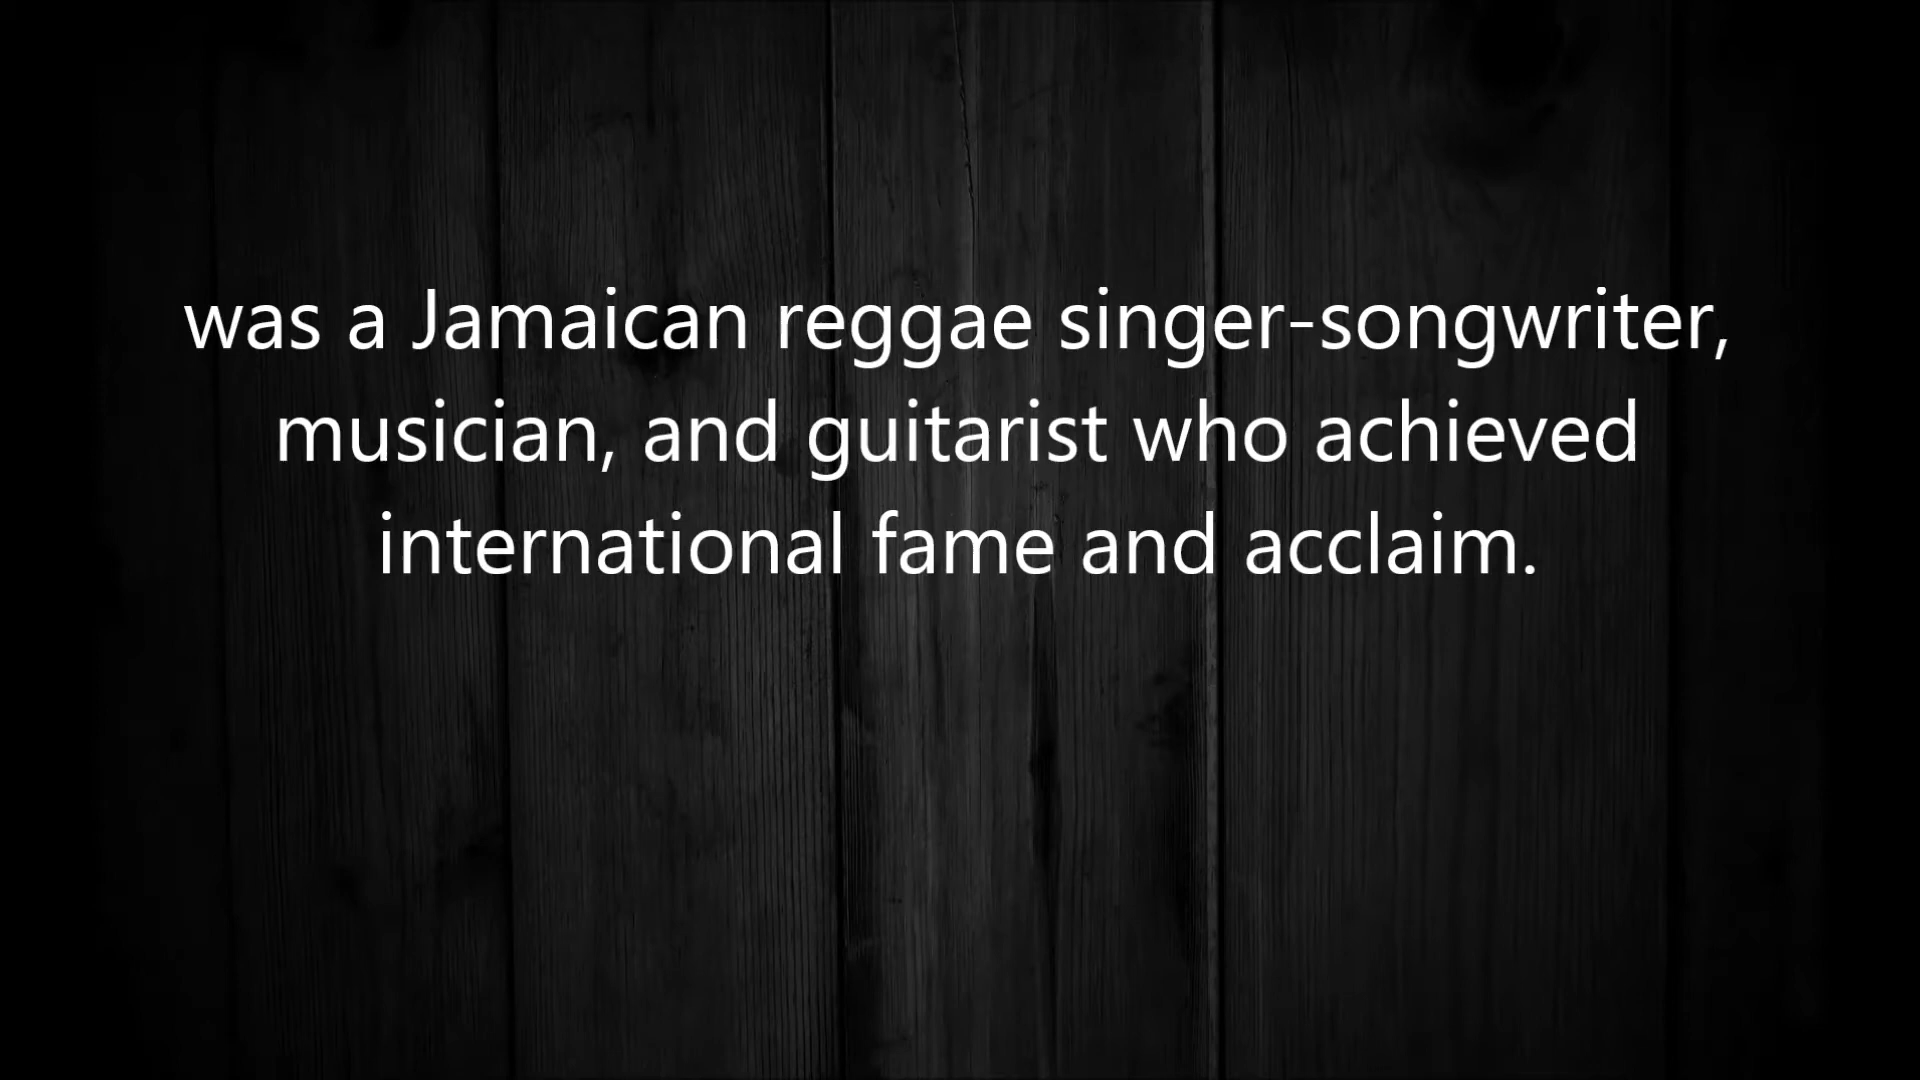 was a Jamaican reggae singer-songwriter,
musician, and guitarist who achieved
international fame and acclaim.